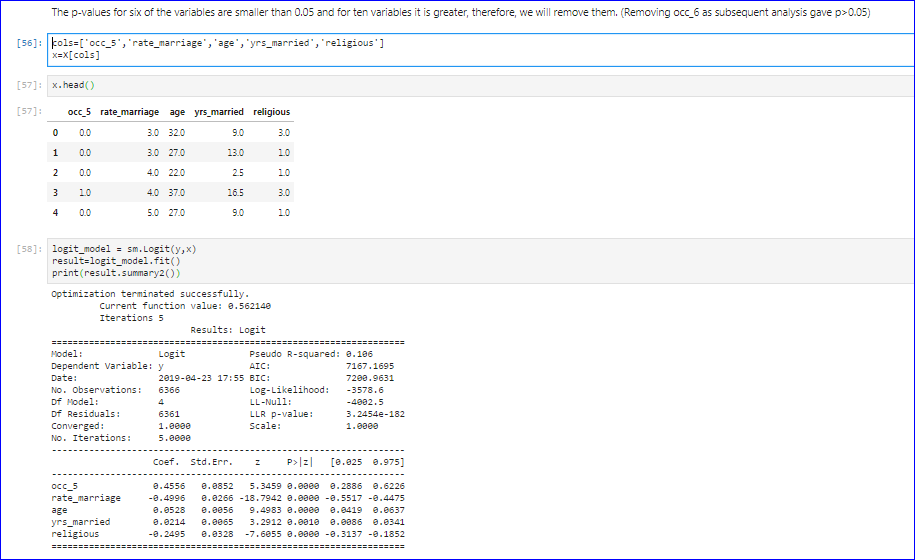 The p-values for six of the variables are smaller than 0.05 and for ten variables it is greater, therefore, we will remove them. (Removing occ_6 as subsequent analysis gave p>0.05)
[56]: cols=['occ_5','rate_marriage','age','yrs_married','religious']
x=X[cols]
[57]: x.head()
[57]: occ_5 rate_marriage age yrs_married religious
0 0.0 3.0 32.0 9.0 3.0
1 0.0 3.0 27.0 13.0 1.0
2 0.0 4.0 22.0 2.5 1.0
3 1.0 4.0 37.0 16.5 3.0
4 0.0 5.0 27.0 9.0 1.0
[58]: logit_model = sm.Logit(y,x)
result=logit_model.fit()
print(result.summary2())
Optimization terminated successfully.
Current function value: 0.562140
Iterations 5
Results: Logit
=================================================================
Model: Logit Pseudo R-squared: 0.106
Dependent Variable: y AIC: 7167.1695
Date: 2019-04-23 17:55 BIC: 7200.9631
No. Observations: 6366 Log-Likelihood: -3578.6
Df Model: 4 LL-Null: -4002.5
Df Residuals: 6361 LLR p-value: 3.2454e-182
Converged: 1.0000 Scale: 1.0000
No. Iterations: 5.0000
-----------------------------------------------------------------
Coef. Std.Err. z P>|z| [0.025 0.975]
-----------------------------------------------------------------
occ_5 0.4556 0.0852 5.3459 0.0000 0.2886 0.6226
rate_marriage -0.4996 0.0266 -18.7942 0.0000 -0.5517 -0.4475
age 0.0528 0.0056 9.4983 0.0000 0.0419 0.0637
yrs_married 0.0214 0.0065 3.2912 0.0010 0.0086 0.0341
religious -0.2495 0.0328 -7.6055 0.0000 -0.3137 -0.1852
=================================================================